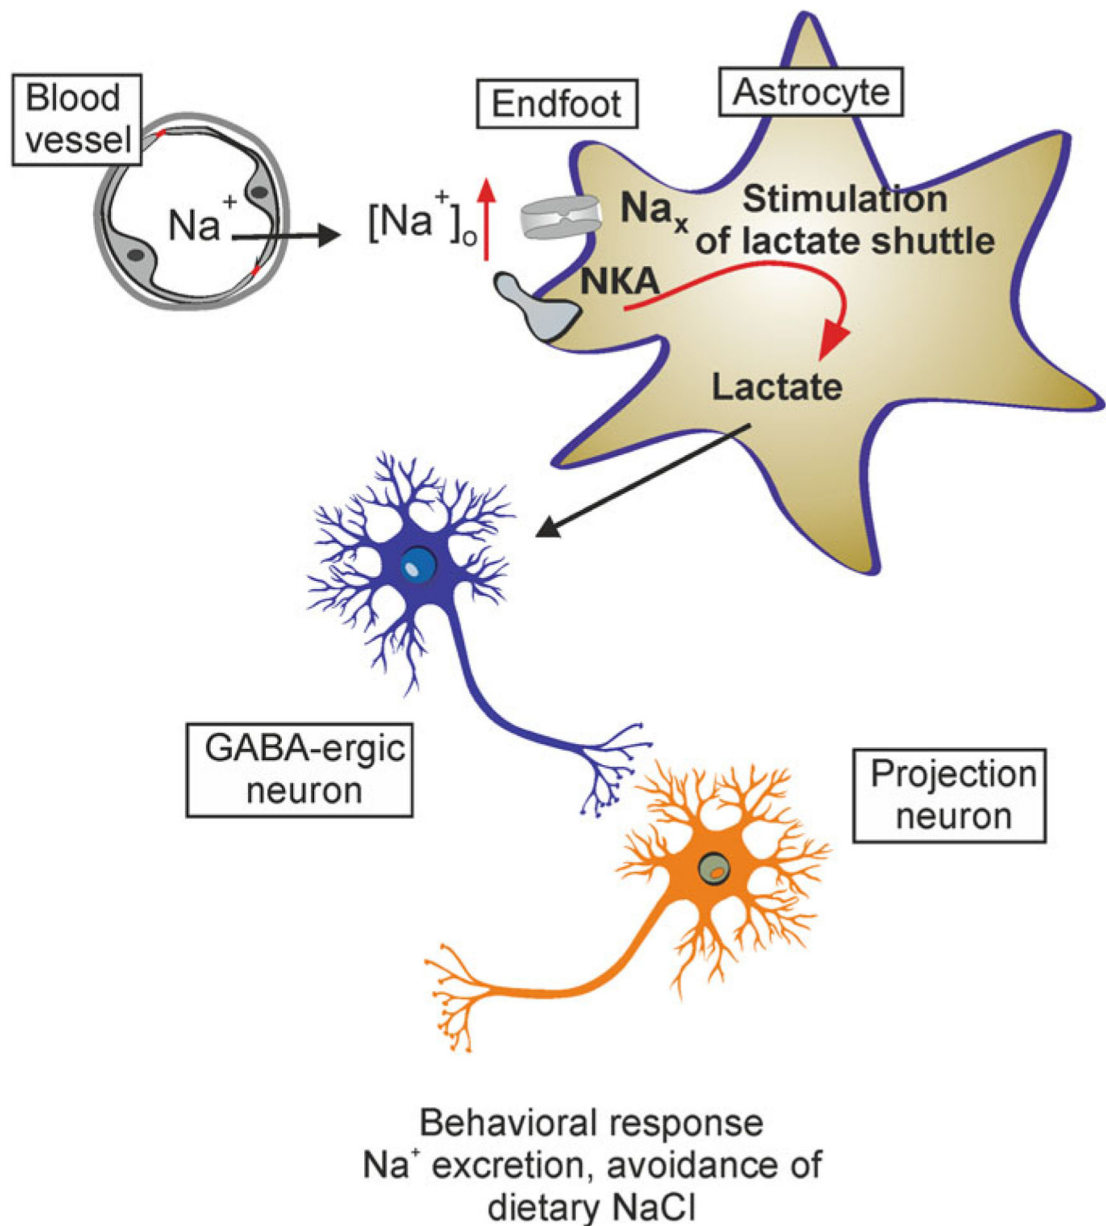 Blood
vessel
Endfoot
Astrocyte
Na⁺
[Na⁺]ₒ
Naₓ
Stimulation
of lactate shuttle
NKA
Lactate
GABA-ergic
neuron
Projection
neuron
Behavioral response
Na⁺ excretion, avoidance of
dietary NaCl